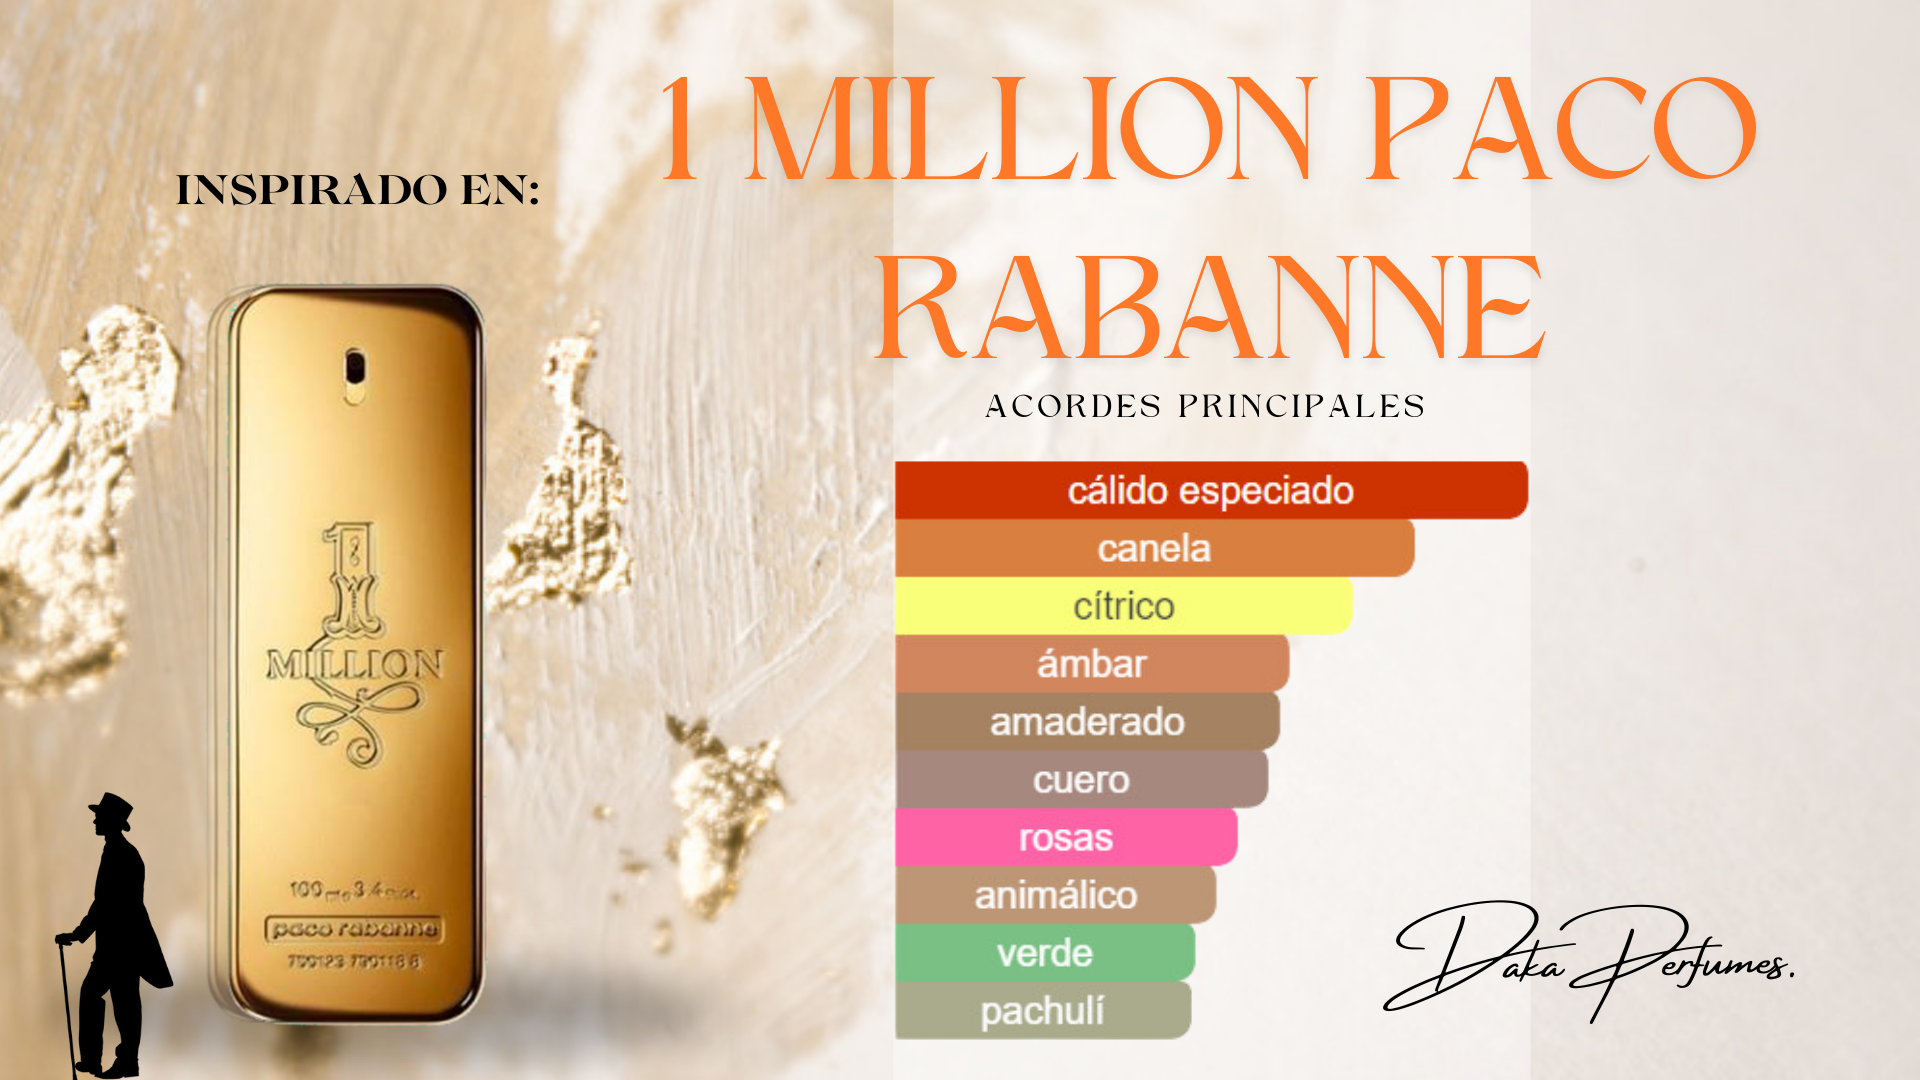 INSPIRADO EN:
1 MILLION PACO
RABANNE
ACORDES PRINCIPALES
cálido especiado
canela
cítrico
ámbar
amaderado
cuero
rosas
animálico
verde
pachulí
1
MILLION
100
paco rabanne
Daka Perfumes.